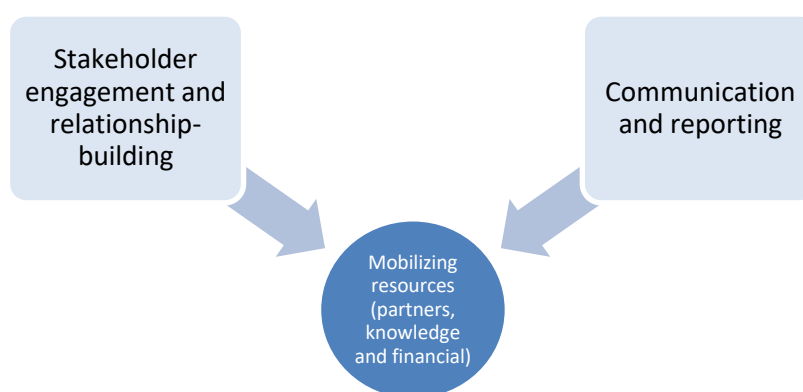 Stakeholder
engagement and
relationship-
building
Communication
and reporting
Mobilizing
resources
(partners,
knowledge
and financial)